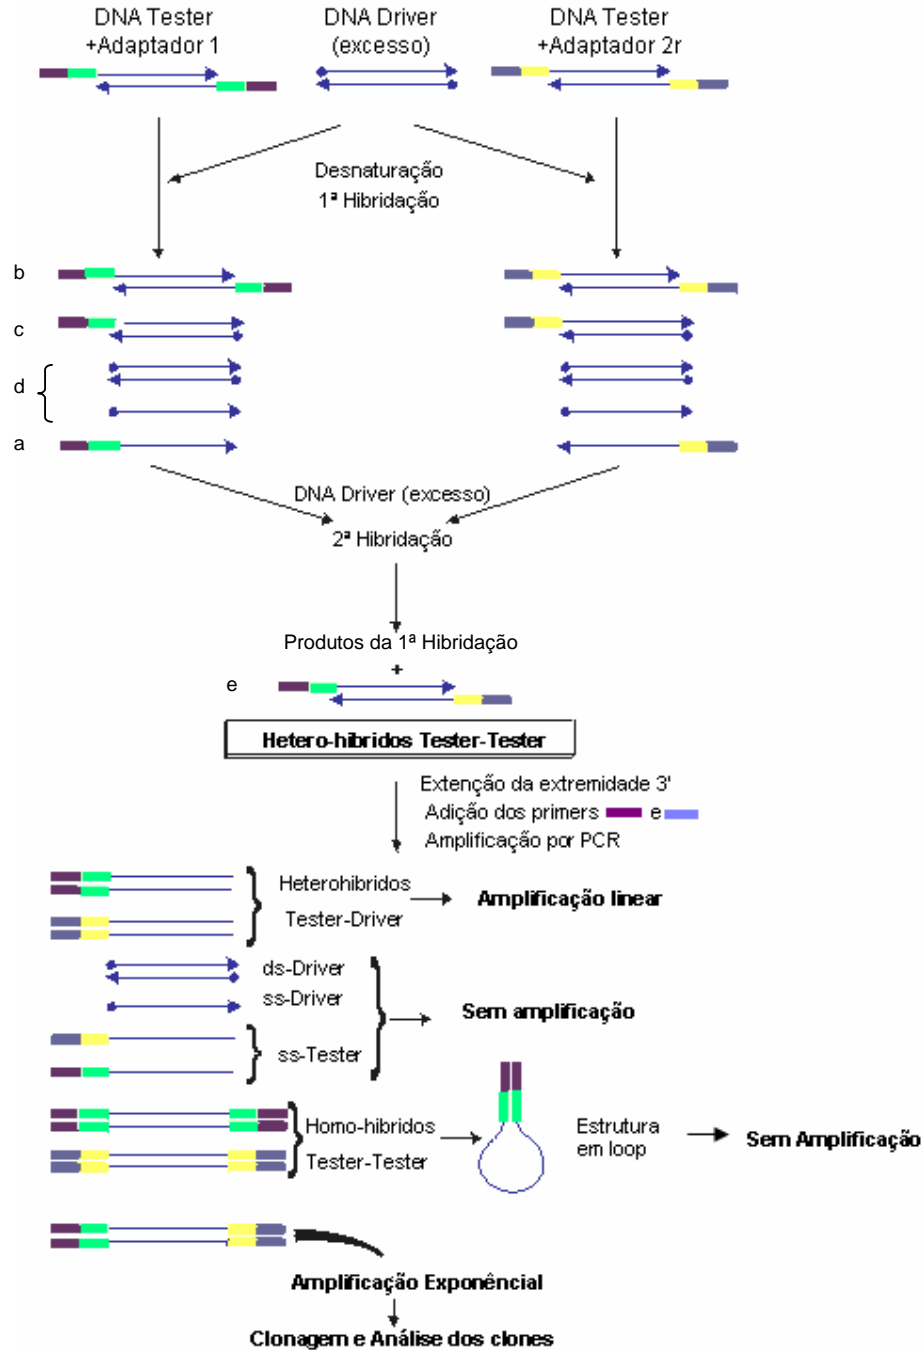 DNA Tester
+Adaptador 1
DNA Driver
(excesso)
DNA Tester
+Adaptador 2r
Desnaturação
1ª Hibridação
b
c
d
a
DNA Driver (excesso)
2ª Hibridação
Produtos da 1ª Hibridação
+
e
Hetero-hibridos Tester-Tester
Extenção da extremidade 3'
Adição dos primers e
Amplificação por PCR
Heterohibridos
Tester-Driver
Amplificação linear
ds-Driver
ss-Driver
Sem amplificação
ss-Tester
Homo-hibridos
Tester-Tester
Estrutura
em loop
Sem Amplificação
Amplificação Exponêncial
Clonagem e Análise dos clones